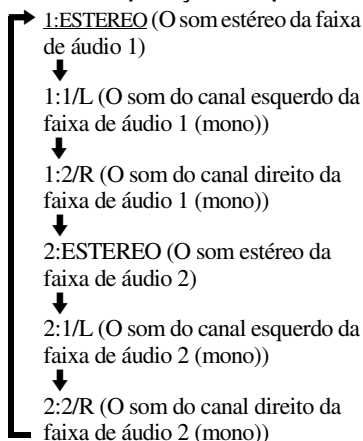 1:ESTEREO (O som estéreo da faixa
de áudio 1)
1:1/L (O som do canal esquerdo da
faixa de áudio 1 (mono))
1:2/R (O som do canal direito da
faixa de áudio 1 (mono))
2:ESTEREO (O som estéreo da
faixa de áudio 2)
2:1/L (O som do canal esquerdo da
faixa de áudio 2 (mono))
2:2/R (O som do canal direito da
faixa de áudio 2 (mono))